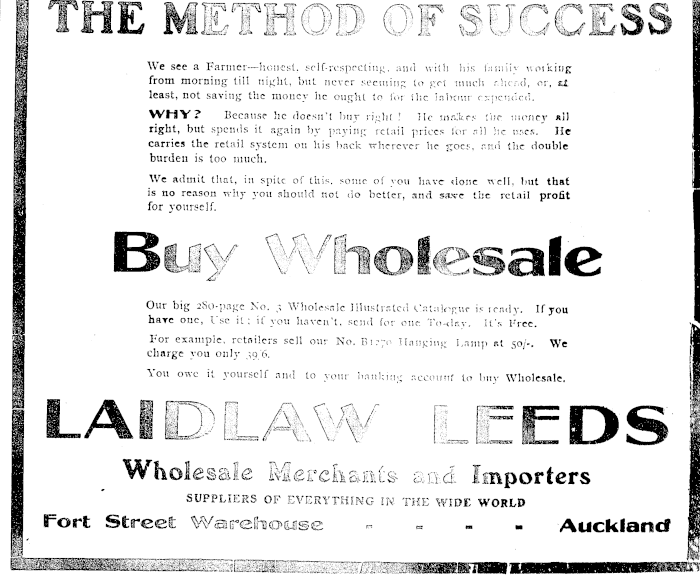 THE METHOD OF SUCCESS
We see a Farmer—honest, self-respecting, and with his family working
from morning till night, but never seeming to get much ahead, or, at
least, not saving the money he ought to for the labour expended.
WHY? Because he doesn't buy right! He makes the money all
right, but spends it again by paying retail prices for all he uses. He
carries the retail system on his back wherever he goes, and the double
burden is too much.
We admit that, in spite of this, some of you have done well, but that
is no reason why you should not do better, and save the retail profit
for yourself.
Buy Wholesale
Our big 280-page No. 3 Wholesale Illustrated Catalogue is ready. If you
have one, Use it; if you haven't, send for one To-day. It's Free.
For example, retailers sell our No. B1270 Hanging Lamp at 50/-. We
charge you only 39/6.
You owe it yourself and to your banking account to buy Wholesale.
LAIDLAW LEEDS
Wholesale Merchants and Importers
SUPPLIERS OF EVERYTHING IN THE WIDE WORLD
Fort Street Warehouse - - - - Auckland